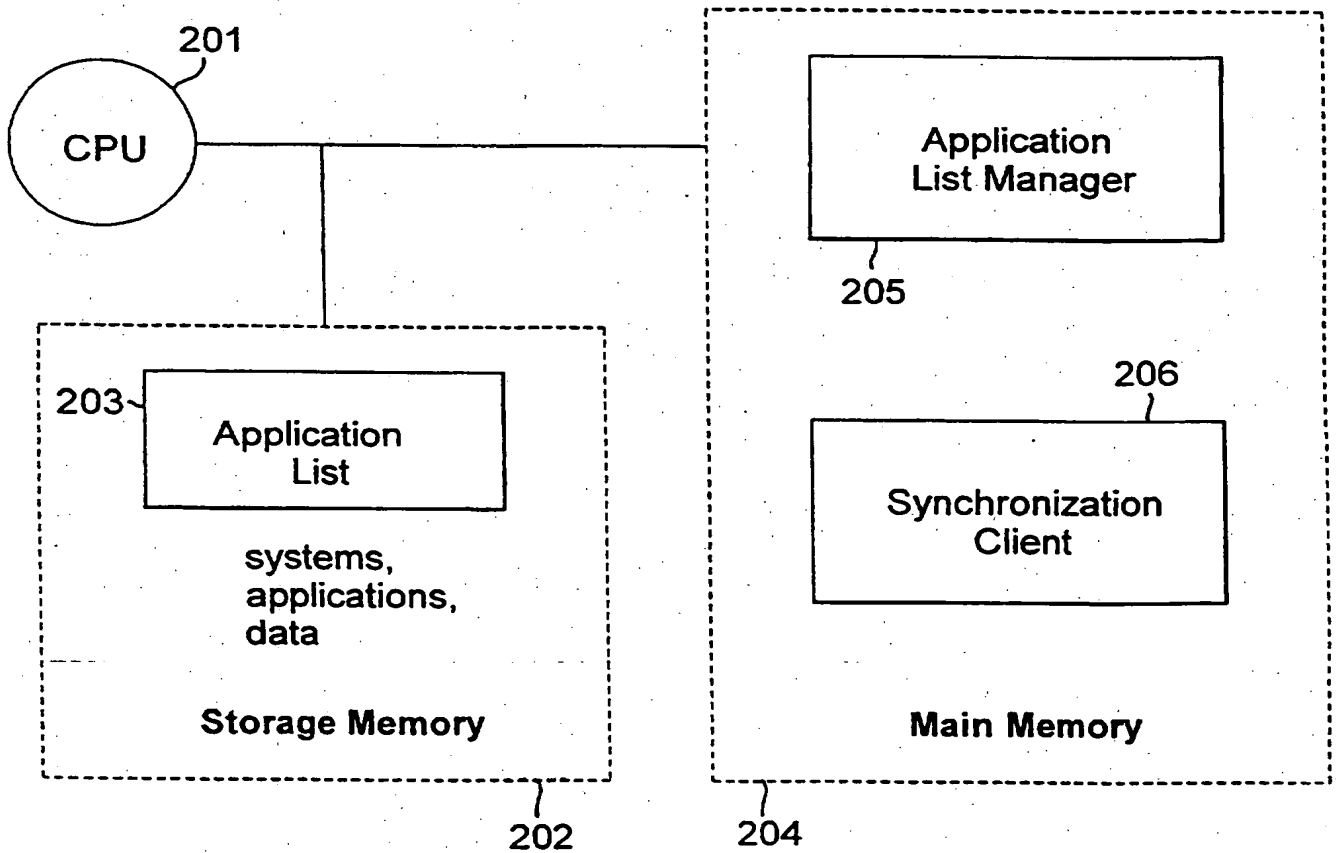 201
CPU
Application
List Manager
205
203
Application
List
206
Synchronization
Client
systems,
applications,
data
Storage Memory
Main Memory
202
204